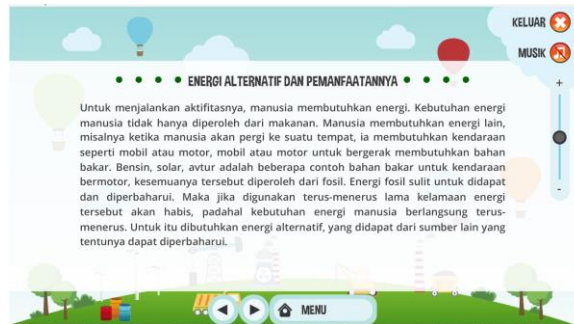 KELUAR
MUSIK
ENERGI ALTERNATIF DAN PEMANFAATANNYA
Untuk menjalankan aktifitasnya, manusia membutuhkan energi. Kebutuhan energi
manusia tidak hanya diperoleh dari makanan. Manusia membutuhkan energi lain,
misalnya ketika manusia akan pergi ke suatu tempat, ia membutuhkan kendaraan
seperti mobil atau motor, mobil atau motor untuk bergerak membutuhkan bahan
bakar. Bensin, solar, avtur adalah beberapa contoh bahan bakar untuk kendaraan
bermotor, kesemuanya tersebut diperoleh dari fosil. Energi fosil sulit untuk didapat
dan diperbaharui. Maka jika digunakan terus-menerus lama kelamaan energi
tersebut akan habis, padahal kebutuhan energi manusia berlangsung terus-
menerus. Untuk itu dibutuhkan energi alternatif, yang didapat dari sumber lain yang
tentunya dapat diperbaharui.
+
-
MENU